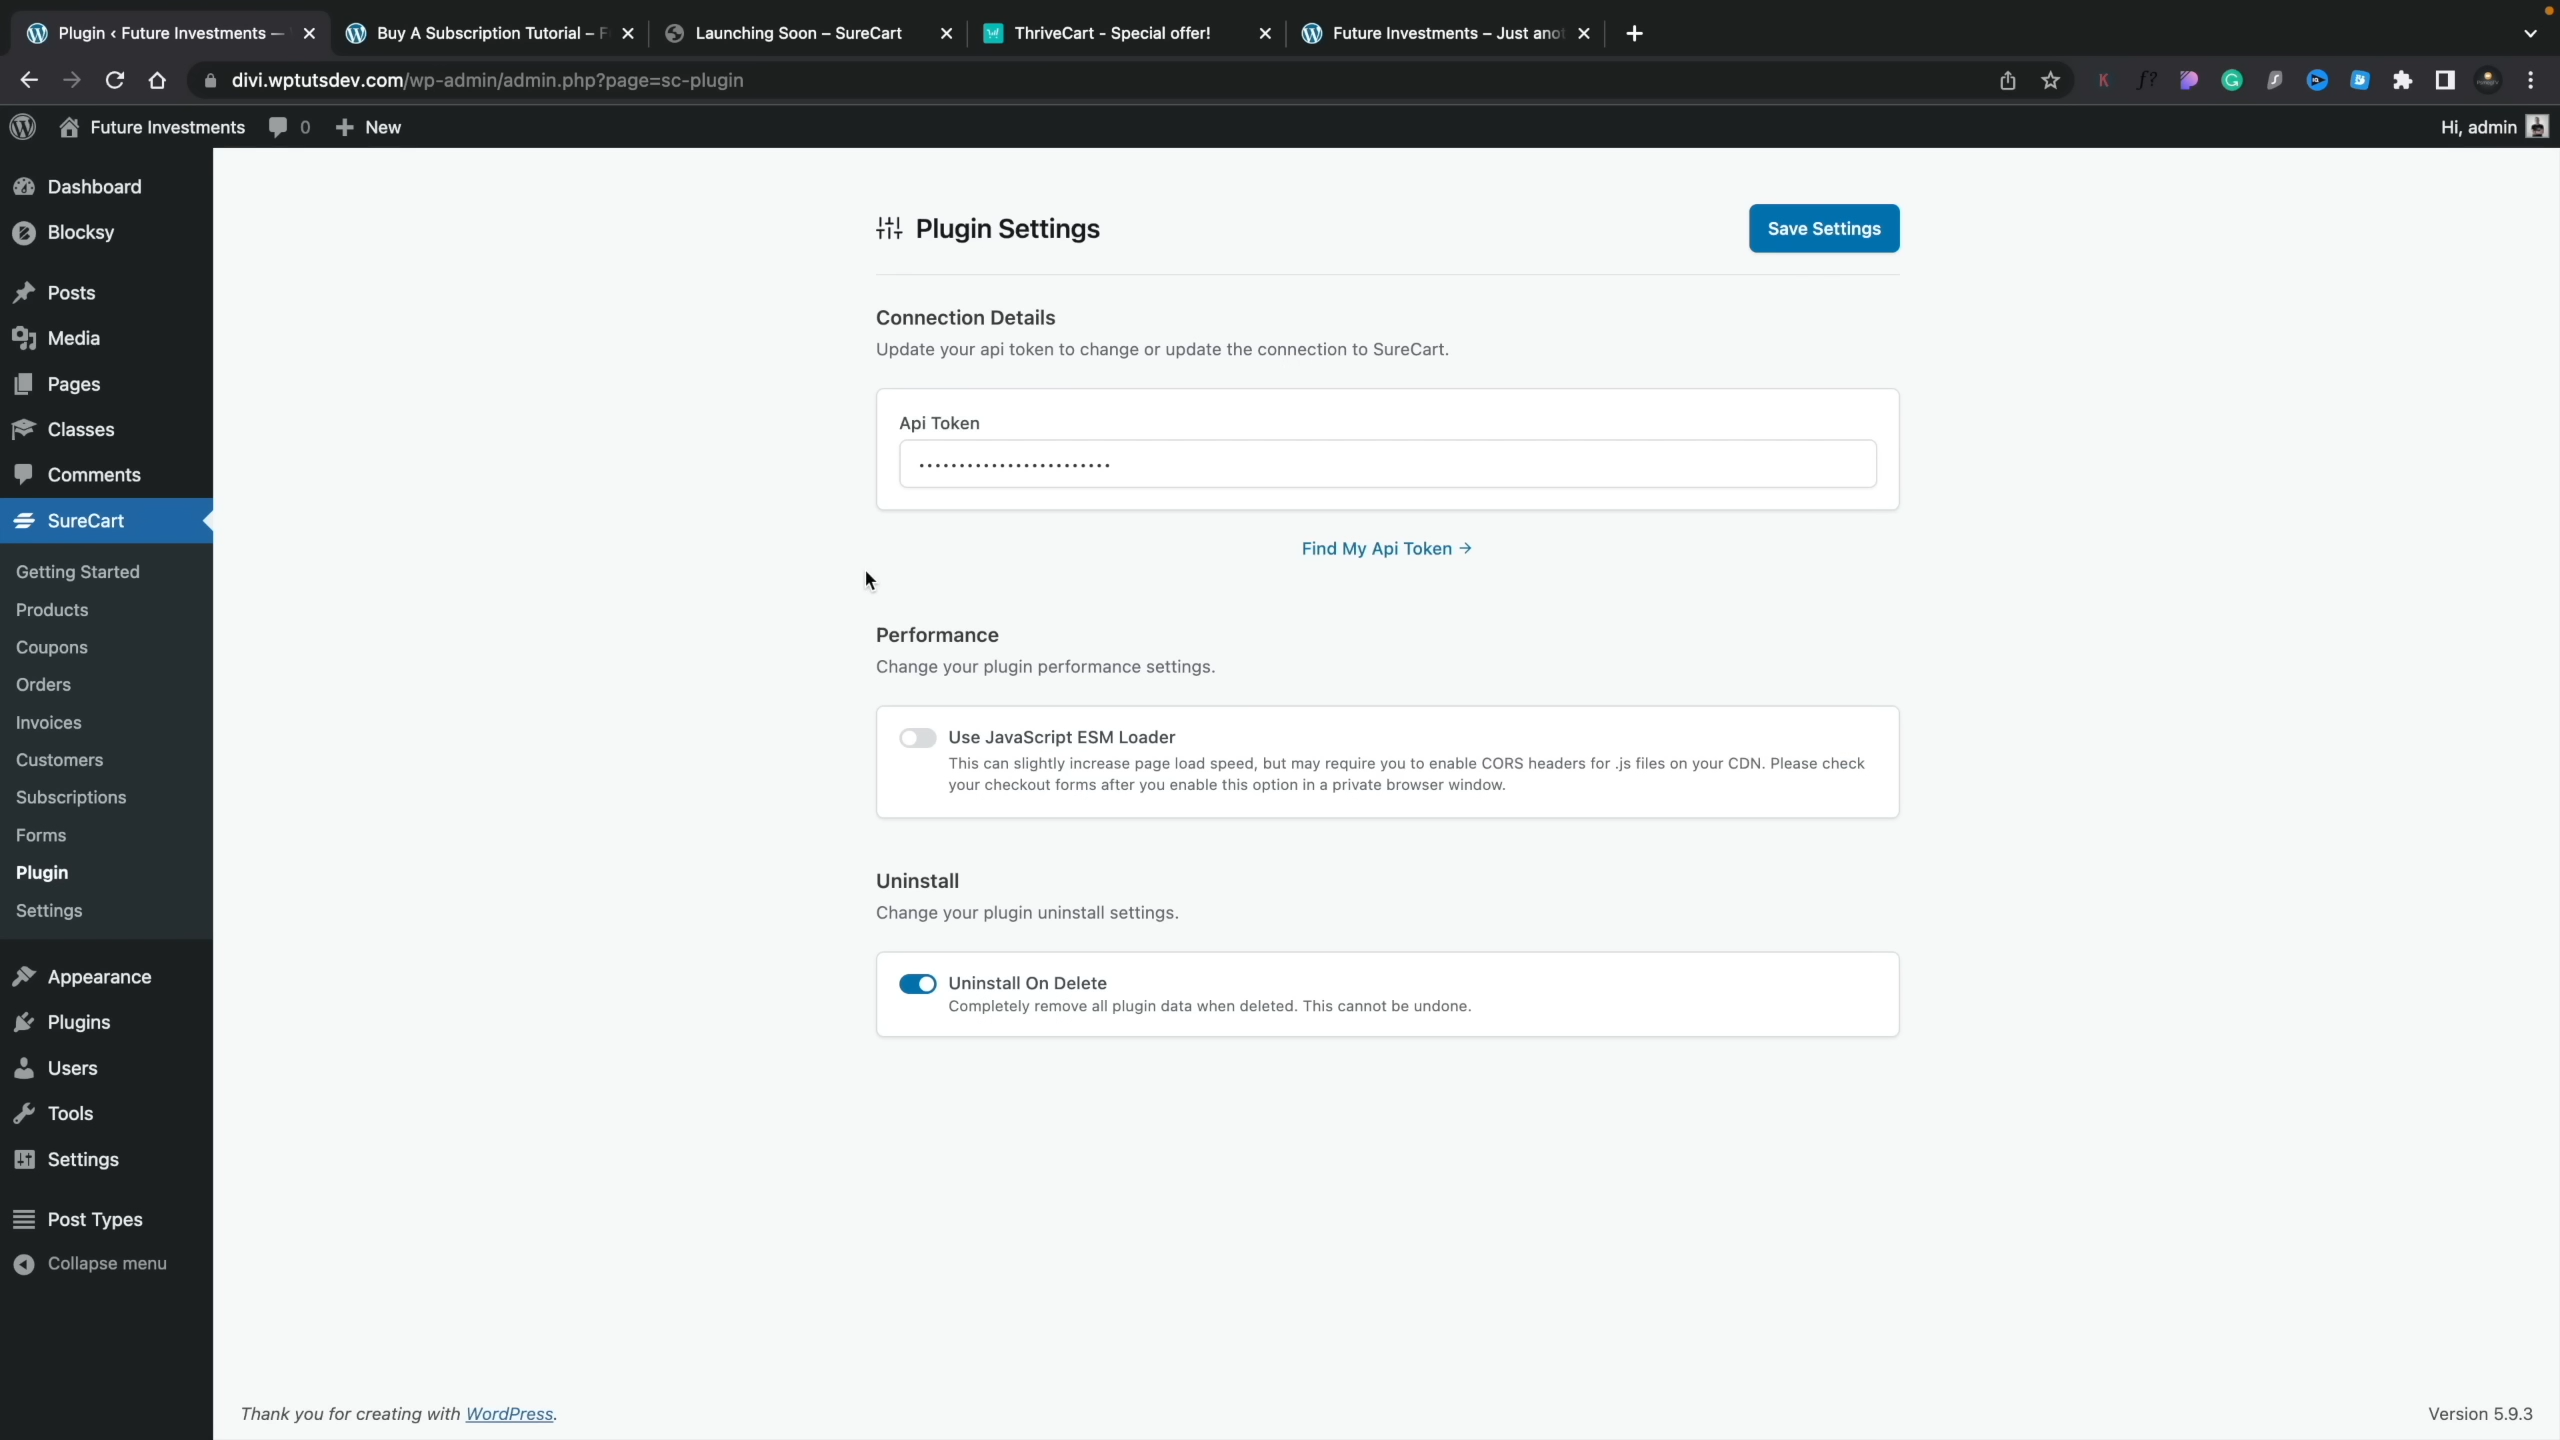 Plugin ‹ Future Investments —
Buy A Subscription Tutorial –
Launching Soon – SureCart
ThriveCart - Special offer!
Future Investments – Just
divi.wptutsdev.com/wp-admin/admin.php?page=sc-plugin
Future Investments
0
New
Hi, admin
Dashboard
Blocksy
Posts
Media
Pages
Classes
Comments
SureCart
Getting Started
Products
Coupons
Orders
Invoices
Customers
Subscriptions
Forms
Plugin
Settings
Appearance
Plugins
Users
Tools
Settings
Post Types
Collapse menu
Plugin Settings
Save Settings
Connection Details
Update your api token to change or update the connection to SureCart.
Api Token
Find My Api Token →
Performance
Change your plugin performance settings.
Use JavaScript ESM Loader
This can slightly increase page load speed, but may require you to enable CORS headers for .js files on your CDN. Please check
your checkout forms after you enable this option in a private browser window.
Uninstall
Change your plugin uninstall settings.
Uninstall On Delete
Completely remove all plugin data when deleted. This cannot be undone.
Thank you for creating with WordPress.
Version 5.9.3